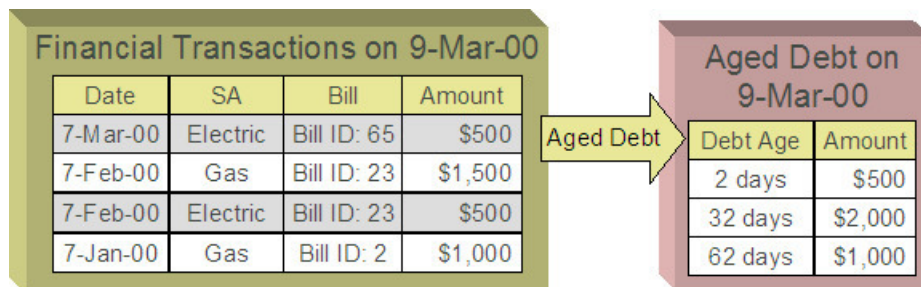 Financial Transactions on 9-Mar-00
Date SA Bill Amount
7-Mar-00 Electric Bill ID: 65 $500
7-Feb-00 Gas Bill ID: 23 $1,500
7-Feb-00 Electric Bill ID: 23 $500
7-Jan-00 Gas Bill ID: 2 $1,000
Aged Debt
Aged Debt on
9-Mar-00
Debt Age Amount
2 days $500
32 days $2,000
62 days $1,000